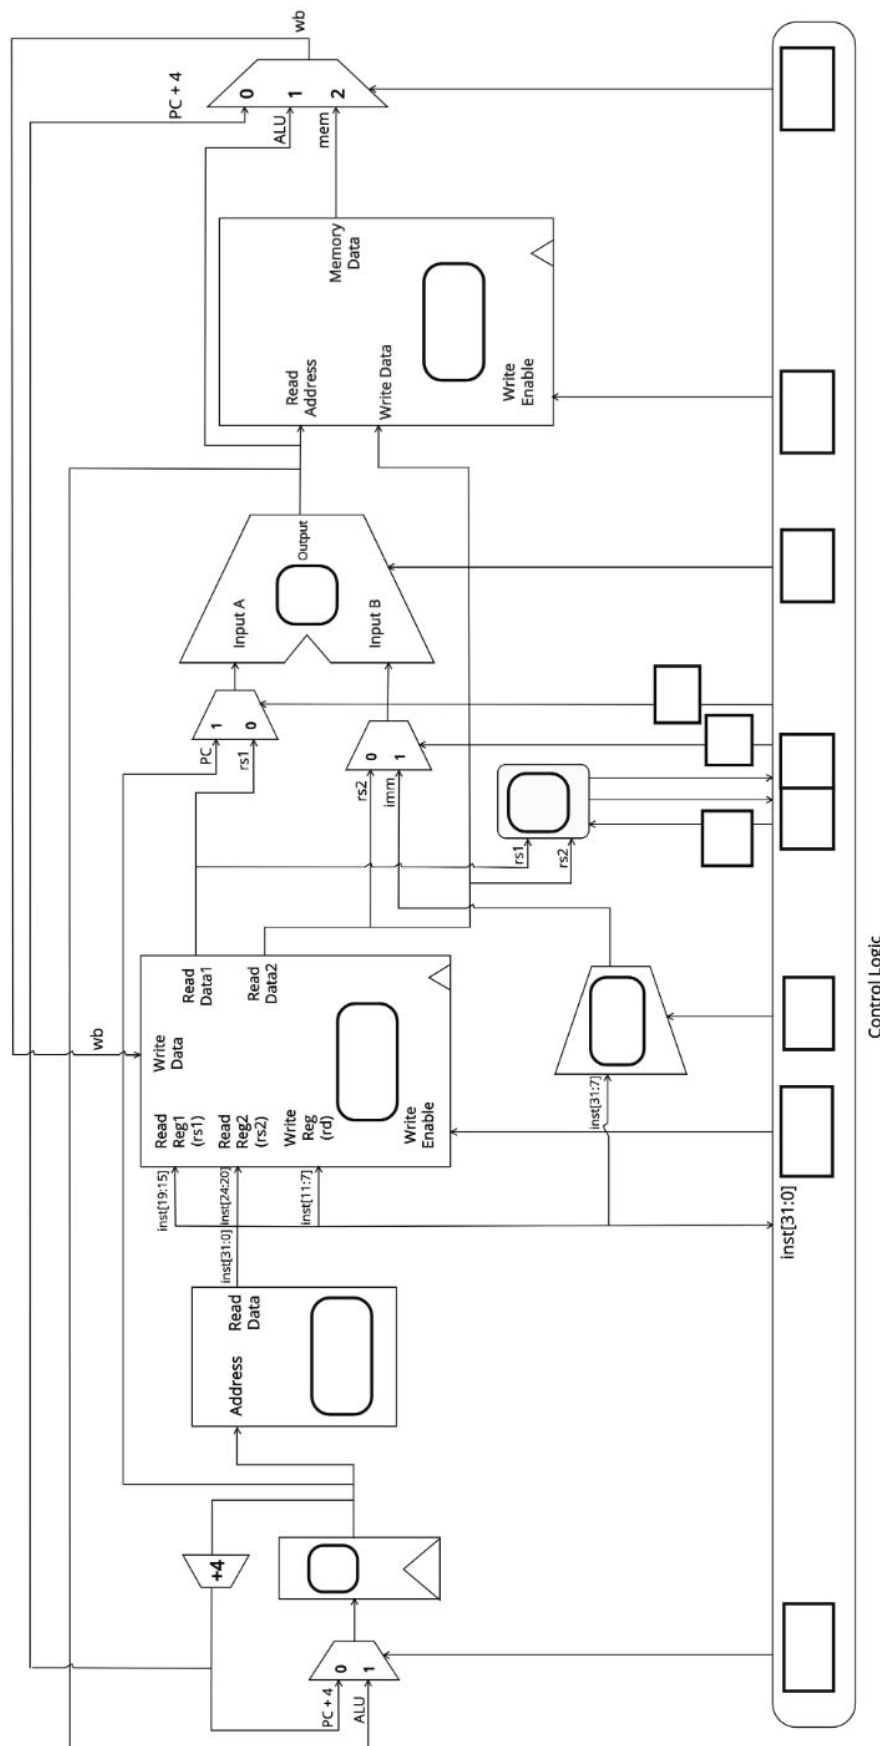 PC + 4
ALU
0
1
+4
Address
Read
Data
inst[31:0]
inst[19:15]
inst[24:20]
inst[11:7]
Read
Reg1
(rs1)
Read
Reg2
(rs2)
Write
Reg
(rd)
Write
Enable
Write
Data
wb
Read
Data1
Read
Data2
inst[31:7]
rs1
rs2
PC
rs1
1
0
rs2
imm
0
1
Input A
Input B
Output
Read
Address
Write Data
Write
Enable
Memory
Data
PC + 4
ALU
mem
0
1
2
wb
inst[31:0]
Control Logic